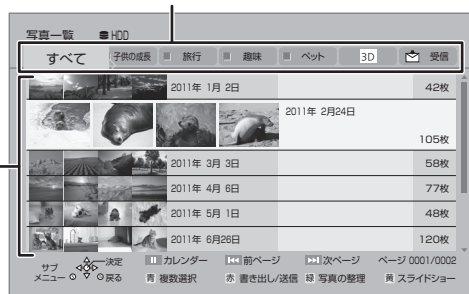 写真一覧 HDD
すべて 子供の成長 旅行 趣味 ペット 3D 受信
2011年 1月 2日 42枚
2011年 2月24日
105枚
2011年 3月 3日 58枚
2011年 4月 6日 77枚
2011年 5月 1日 48枚
2011年 6月26日 120枚
サブメニュー 決定 戻る カレンダー 前ページ 次ページ ページ 0001/0002
青 複数選択 赤 書き出し/送信 緑 写真の整理 黄 スライドショー